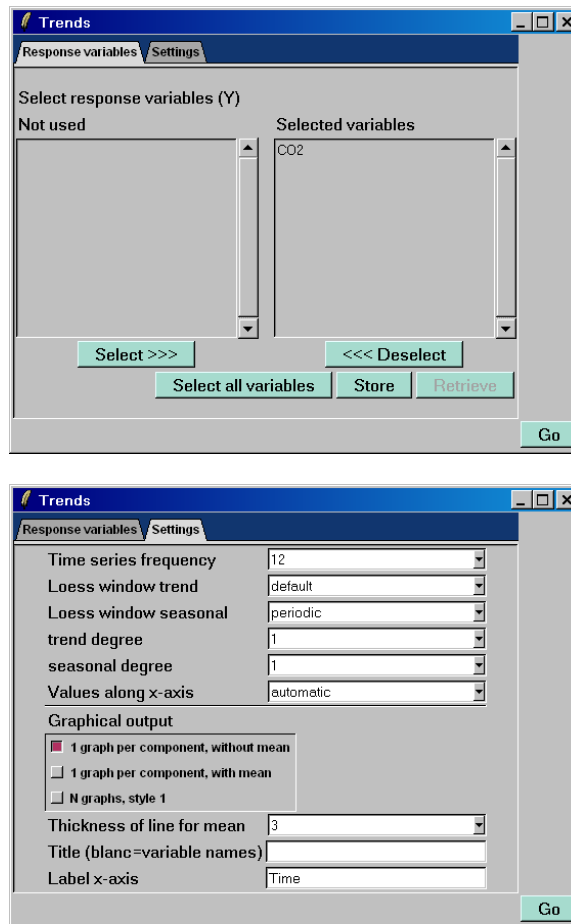 Trends
Response variables Settings
Select response variables (Y)
Not used Selected variables
CO2
Select >>> <<< Deselect
Select all variables Store Retrieve
Go
Trends
Response variables Settings
Time series frequency 12
Loess window trend default
Loess window seasonal periodic
trend degree 1
seasonal degree 1
Values along x-axis automatic
Graphical output
1 graph per component, without mean
1 graph per component, with mean
N graphs, style 1
Thickness of line for mean 3
Title (blanc=variable names)
Label x-axis Time
Go